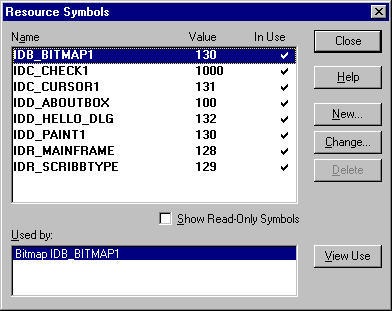 Resource Symbols
Name Value In Use
IDB_BITMAP1 130
IDC_CHECK1 1000
IDC_CURSOR1 131
IDD_ABOUTBOX 100
IDD_HELLO_DLG 132
IDD_PAINT1 130
IDR_MAINFRAME 128
IDR_SCRIBBTYPE 129
Close
Help
New...
Change...
Delete
Show Read-Only Symbols
Used by:
Bitmap IDB_BITMAP1
View Use